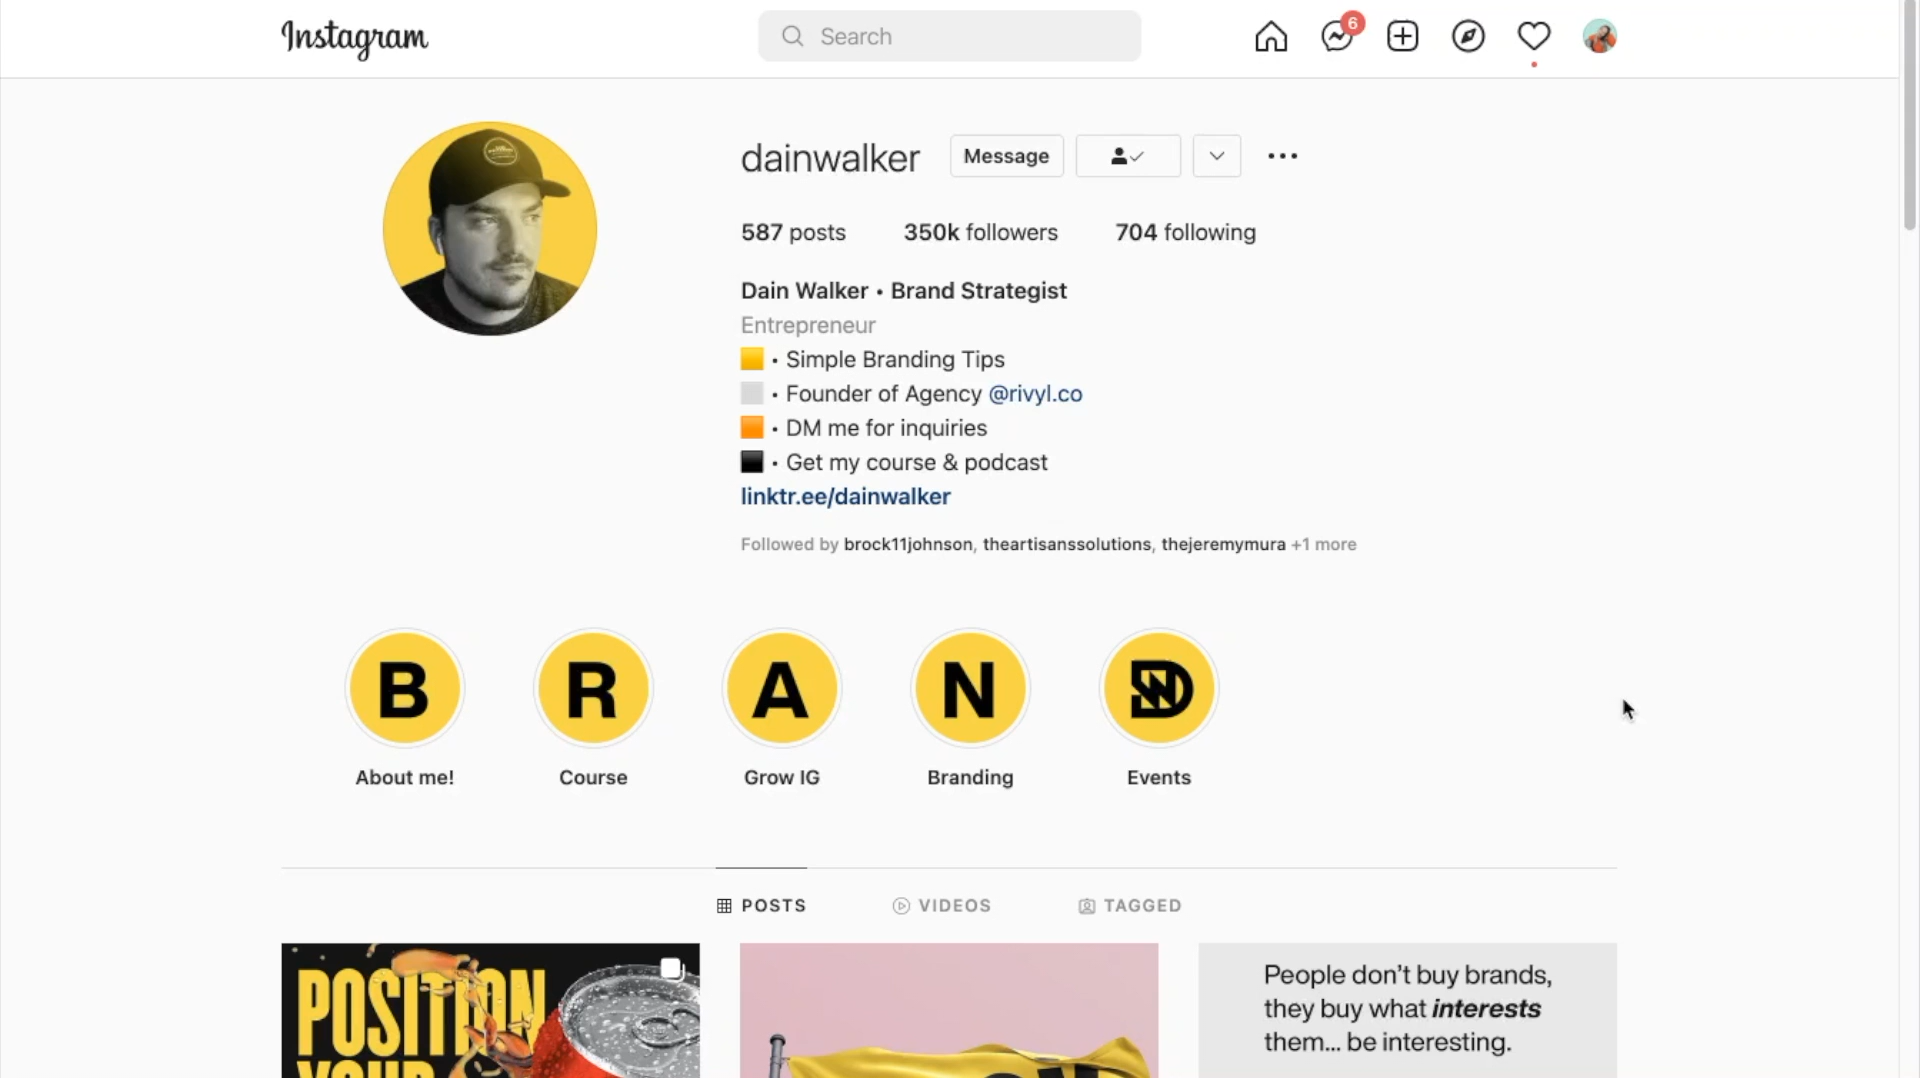 Instagram
Search
6
dainwalker
Message
587 posts 350k followers 704 following
Dain Walker • Brand Strategist
Entrepreneur
• Simple Branding Tips
• Founder of Agency @rivyl.co
• DM me for inquiries
• Get my course & podcast
linktr.ee/dainwalker
Followed by brock11johnson, theartisanssolutions, thejeremymura +1 more
B R A N D
About me! Course Grow IG Branding Events
POSTS VIDEOS TAGGED
POSITION
YOUR
People don't buy brands,
they buy what interests
them... be interesting.